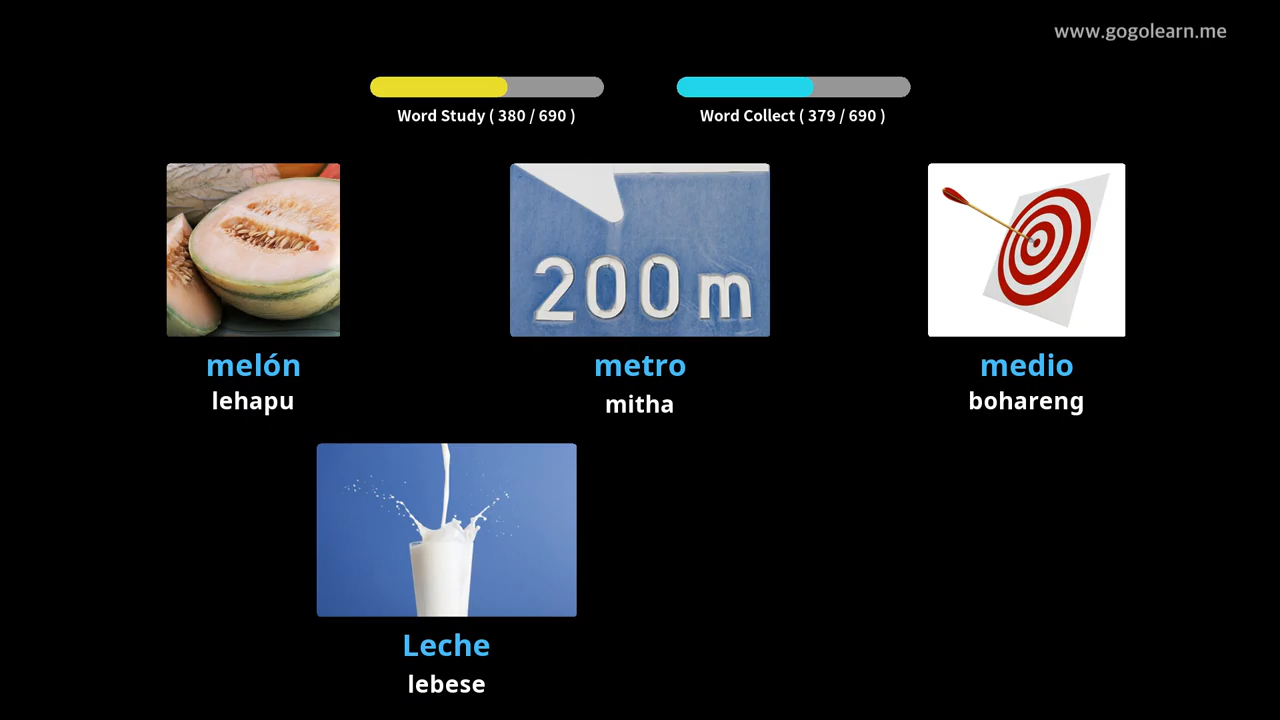 www.gogolearn.me
Word Study ( 380 / 690 )
Word Collect ( 379 / 690 )
200 m
melón
lehapu
metro
mitha
medio
bohareng
Leche
lebese